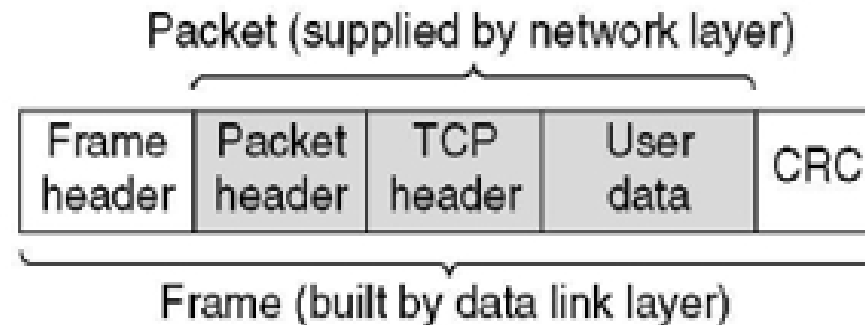 Packet (supplied by network layer)
Frame header
Packet header
TCP header
User data
CRC
Frame (built by data link layer)